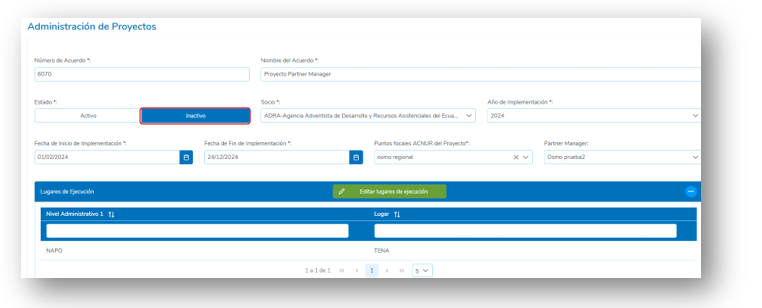 Administración de Proyectos
Número de Acuerdo *: Nombre del Acuerdo *:
6070 Proyecto Partner Manager
Estado *: Socio *: Año de Implementación *:
Activo Inactivo ADRA-Agencia Adventista de Desarrollo y Recursos Asistenciales del Ecua... 2024
Fecha de Inicio de Implementación *: Fecha de Fin de Implementación *: Puntos focales ACNUR del Proyecto*: Partner Manager:
01/02/2024 24/12/2024 osmo regional Osmo prueba2
Lugares de Ejecución Editar lugares de ejecución
Nivel Administrativo 1 Lugar
NAPO TENA
1 a 1 de 1 << < 1 > >> 5